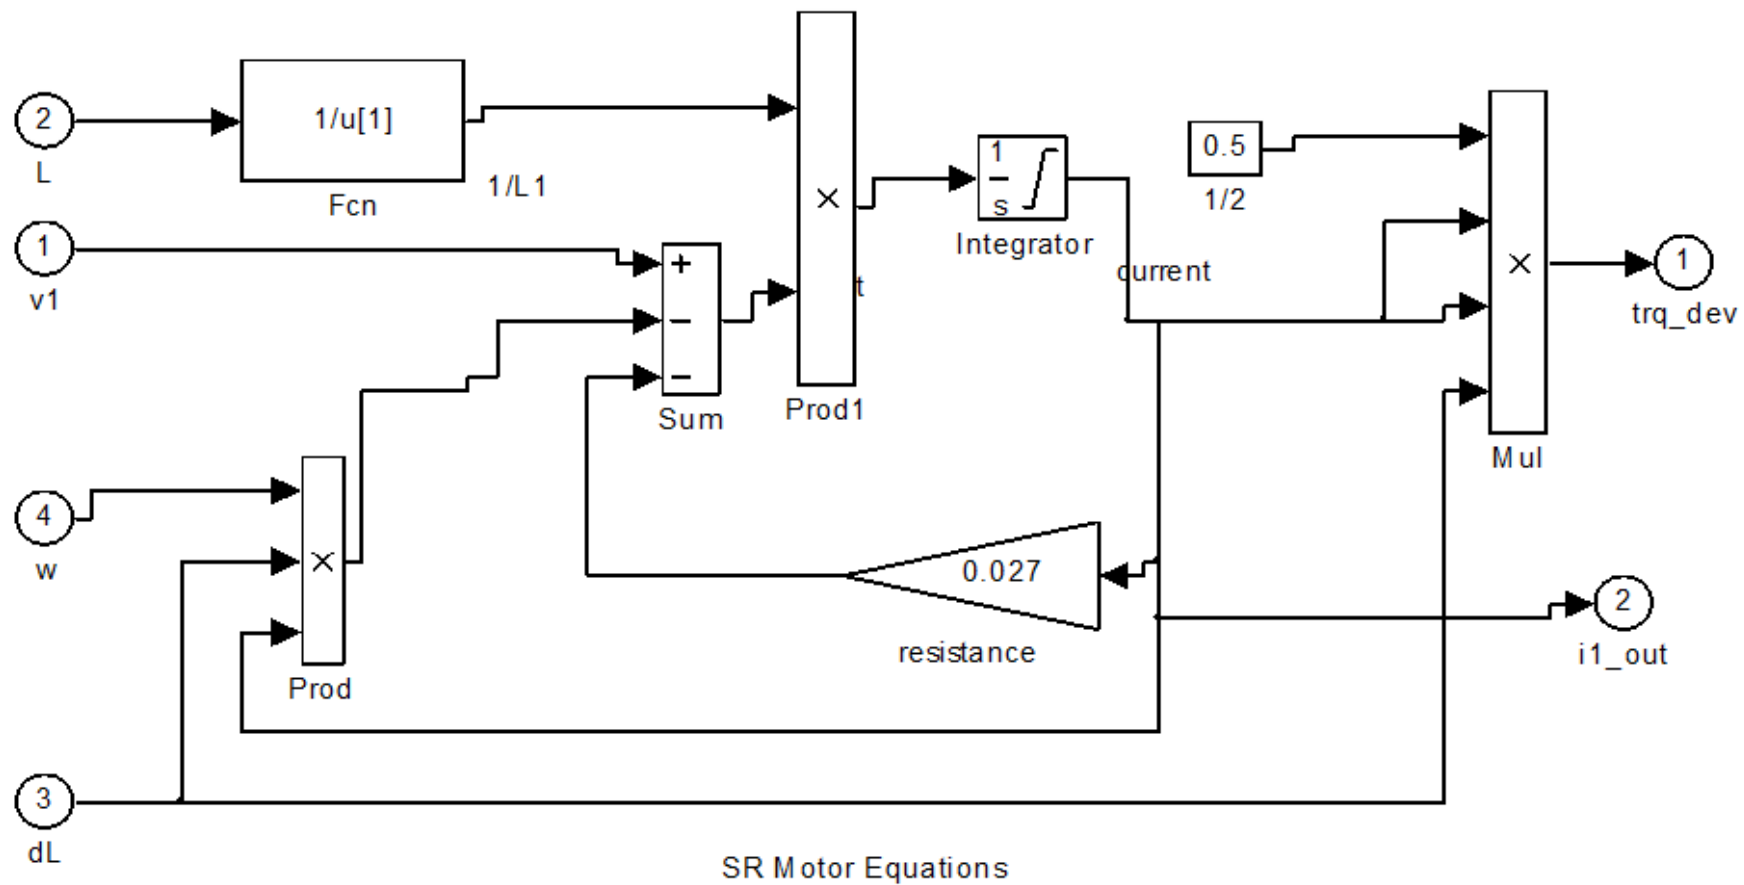 2
L
1/u[1]
Fcn
1/L1
1
v1
+
−
−
Sum
×
t
Prod1
1
s
Integrator
current
0.5
1/2
×
Mul
1
trq_dev
4
w
×
Prod
0.027
resistance
2
i1_out
3
dL
SR Motor Equations